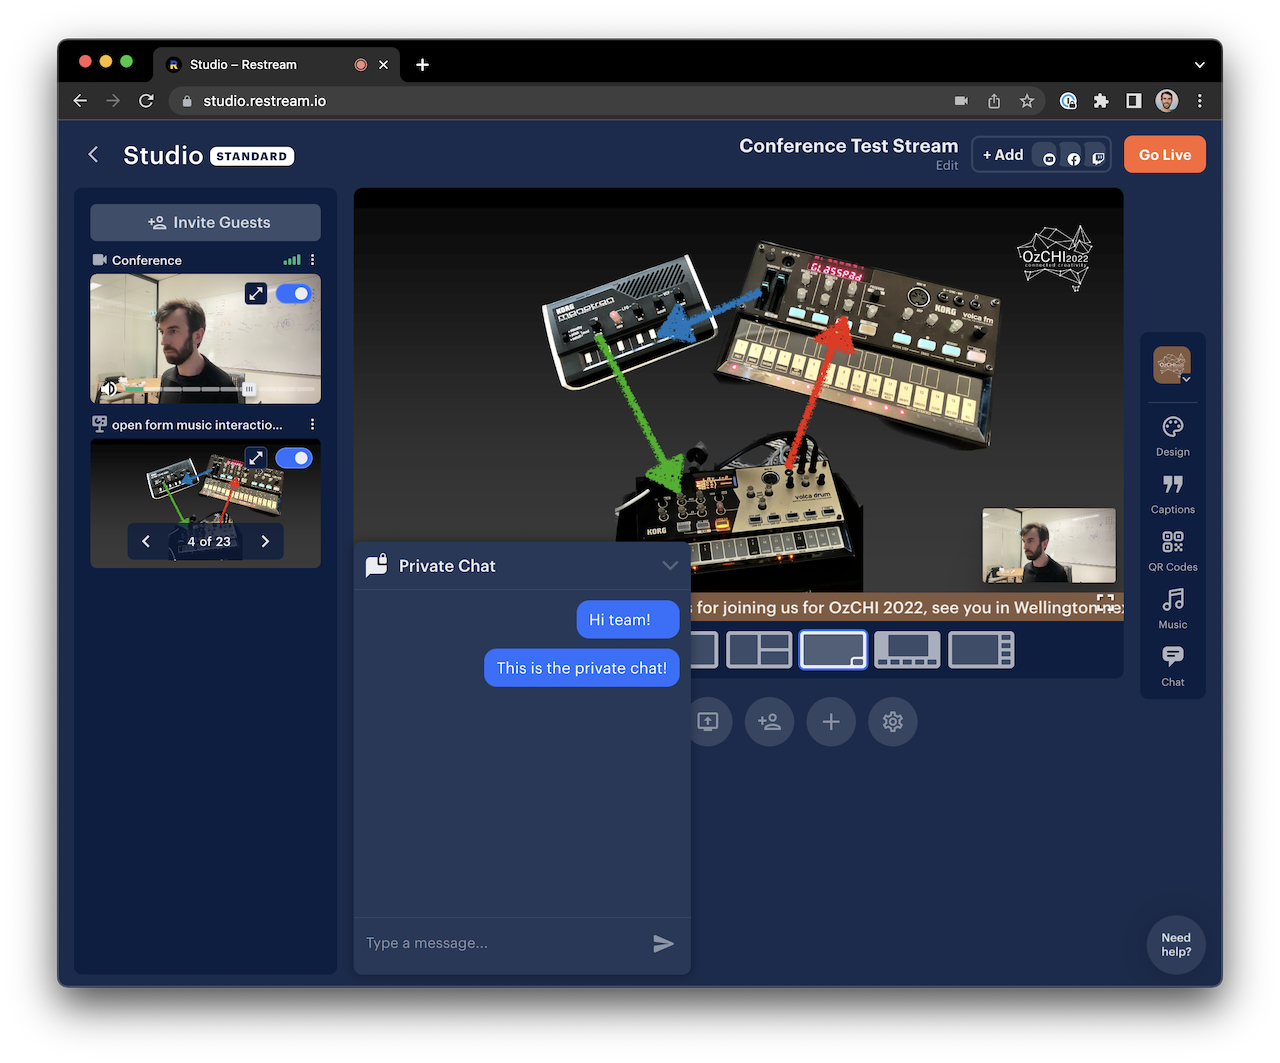 Studio – Restream
studio.restream.io
Studio STANDARD
Conference Test Stream
Edit
+ Add
Go Live
Invite Guests
Conference
open form music interactio...
4 of 23
GLASSPAd
KORG
monotron
KORG
volca fm
OzCHI2022
connected creativity
KORG
volca drum
s for joining us for OzCHI 2022, see you in Wellington
Private Chat
Hi team!
This is the private chat!
Type a message...
Design
Captions
QR Codes
Music
Chat
Need
help?